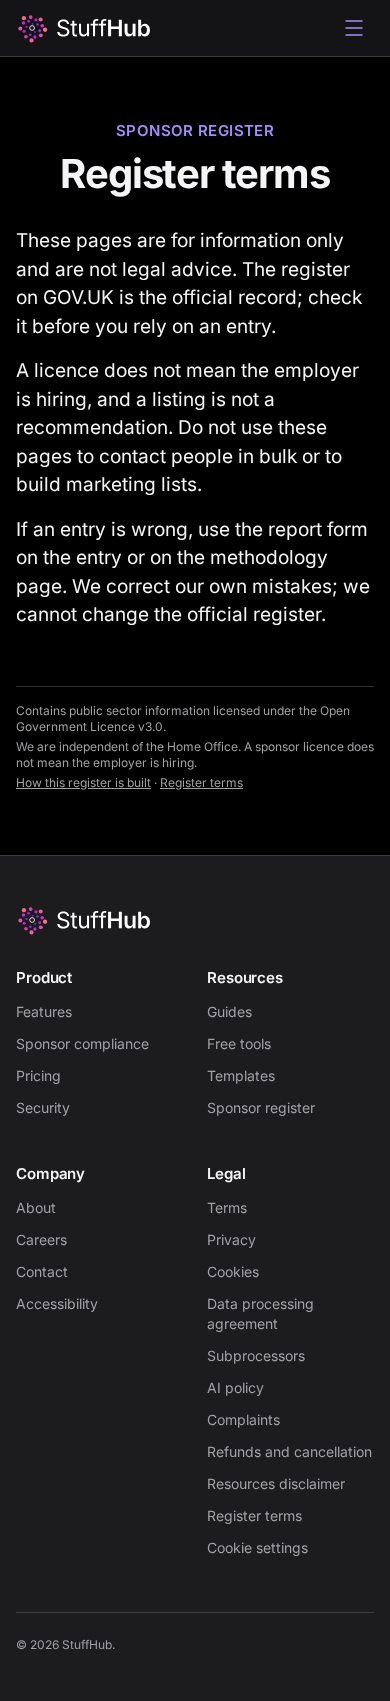 StuffHub
SPONSOR REGISTER
Register terms
These pages are for information only
and are not legal advice. The register
on GOV.UK is the official record; check
it before you rely on an entry.
A licence does not mean the employer
is hiring, and a listing is not a
recommendation. Do not use these
pages to contact people in bulk or to
build marketing lists.
If an entry is wrong, use the report form
on the entry or on the methodology
page. We correct our own mistakes; we
cannot change the official register.
Contains public sector information licensed under the Open
Government Licence v3.0.
We are independent of the Home Office. A sponsor licence does
not mean the employer is hiring.
How this register is built · Register terms
StuffHub
Product
Features
Sponsor compliance
Pricing
Security
Resources
Guides
Free tools
Templates
Sponsor register
Company
About
Careers
Contact
Accessibility
Legal
Terms
Privacy
Cookies
Data processing
agreement
Subprocessors
AI policy
Complaints
Refunds and cancellation
Resources disclaimer
Register terms
Cookie settings
© 2026 StuffHub.